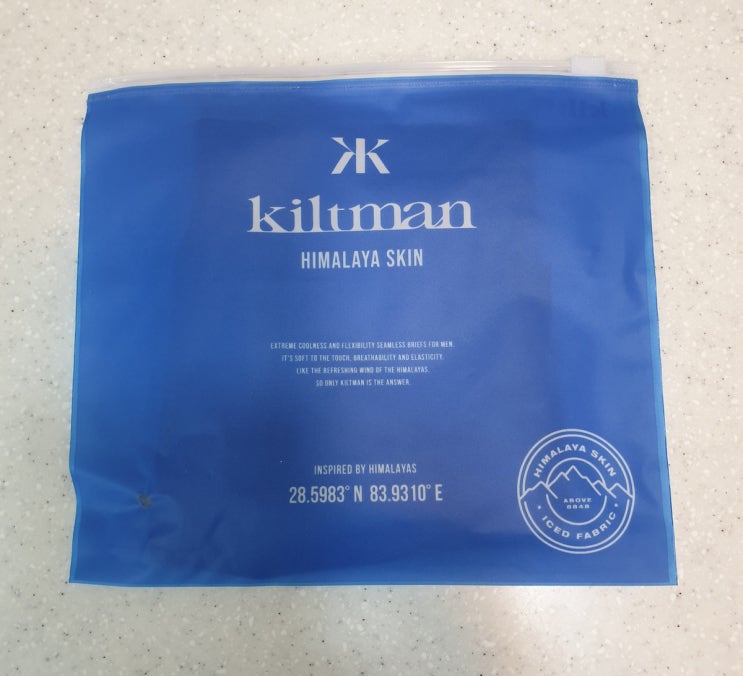 kiltman
HIMALAYA SKIN
EXTREME COOLNESS AND FLEXIBILITY SEAMLESS BRIEFS FOR MEN.
IT'S SOFT TO THE TOUCH, BREATHABILITY AND ELASTICITY.
LIKE THE REFRESHING WIND OF THE HIMALAYAS.
SO ONLY KILTMAN IS THE ANSWER.
INSPIRED BY HIMALAYAS
28.5983° N 83.9310° E
HIMALAYA SKIN
ABOVE
8848
• ICED FABRIC •